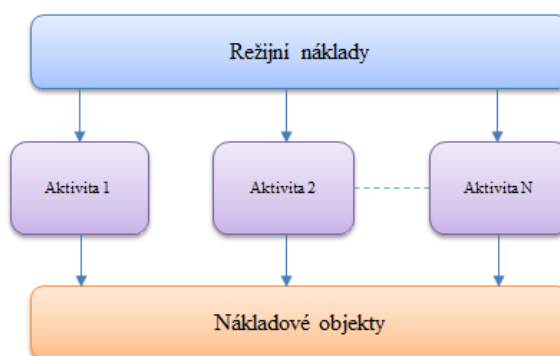 Režijní náklady
Aktivita 1
Aktivita 2
Aktivita N
Nákladové objekty